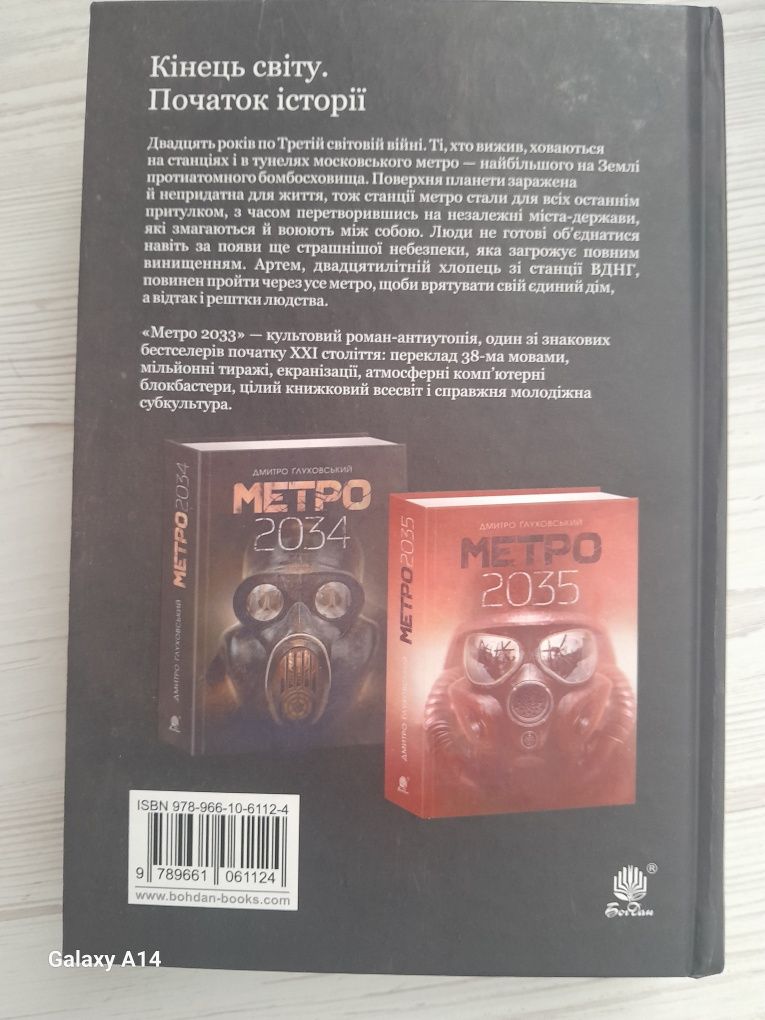 Кінець світу.
Початок історії
Двадцять років по Третій світовій війні. Ті, хто вижив, ховаються
на станціях і в тунелях московського метро — найбільшого на Землі
протиатомного бомбосховища. Поверхня планети заражена
й непридатна для життя, тож станції метро стали для всіх останнім
притулком, з часом перетворившись на незалежні міста-держави,
які змагаються й воюють між собою. Люди не готові об'єднатися
навіть за появи ще страшнішої небезпеки, яка загрожує повним
винищенням. Артем, двадцятилітній хлопець зі станції ВДНГ,
повинен пройти через усе метро, щоби врятувати свій єдиний дім,
а відтак і рештки людства.
«Метро 2033» — культовий роман-антиутопія, один зі знакових
бестселерів початку XXI століття: переклад 38-ма мовами,
мільйонні тиражі, екранізації, атмосферні комп'ютерні
блокбастери, цілий книжковий всесвіт і справжня молодіжна
субкультура.
ДМИТРО ГЛУХОВСЬКИЙ
МЕТРО
2034
ДМИТРО ГЛУХОВСЬКИЙ МЕТРО 2034
ДМИТРО ГЛУХОВСЬКИЙ
МЕТРО
2035
ДМИТРО ГЛУХОВСЬКИЙ МЕТРО 2035
ISBN 978-966-10-6112-4
9 789661 061124
www.bohdan-books.com
®
Богдан
Galaxy A14